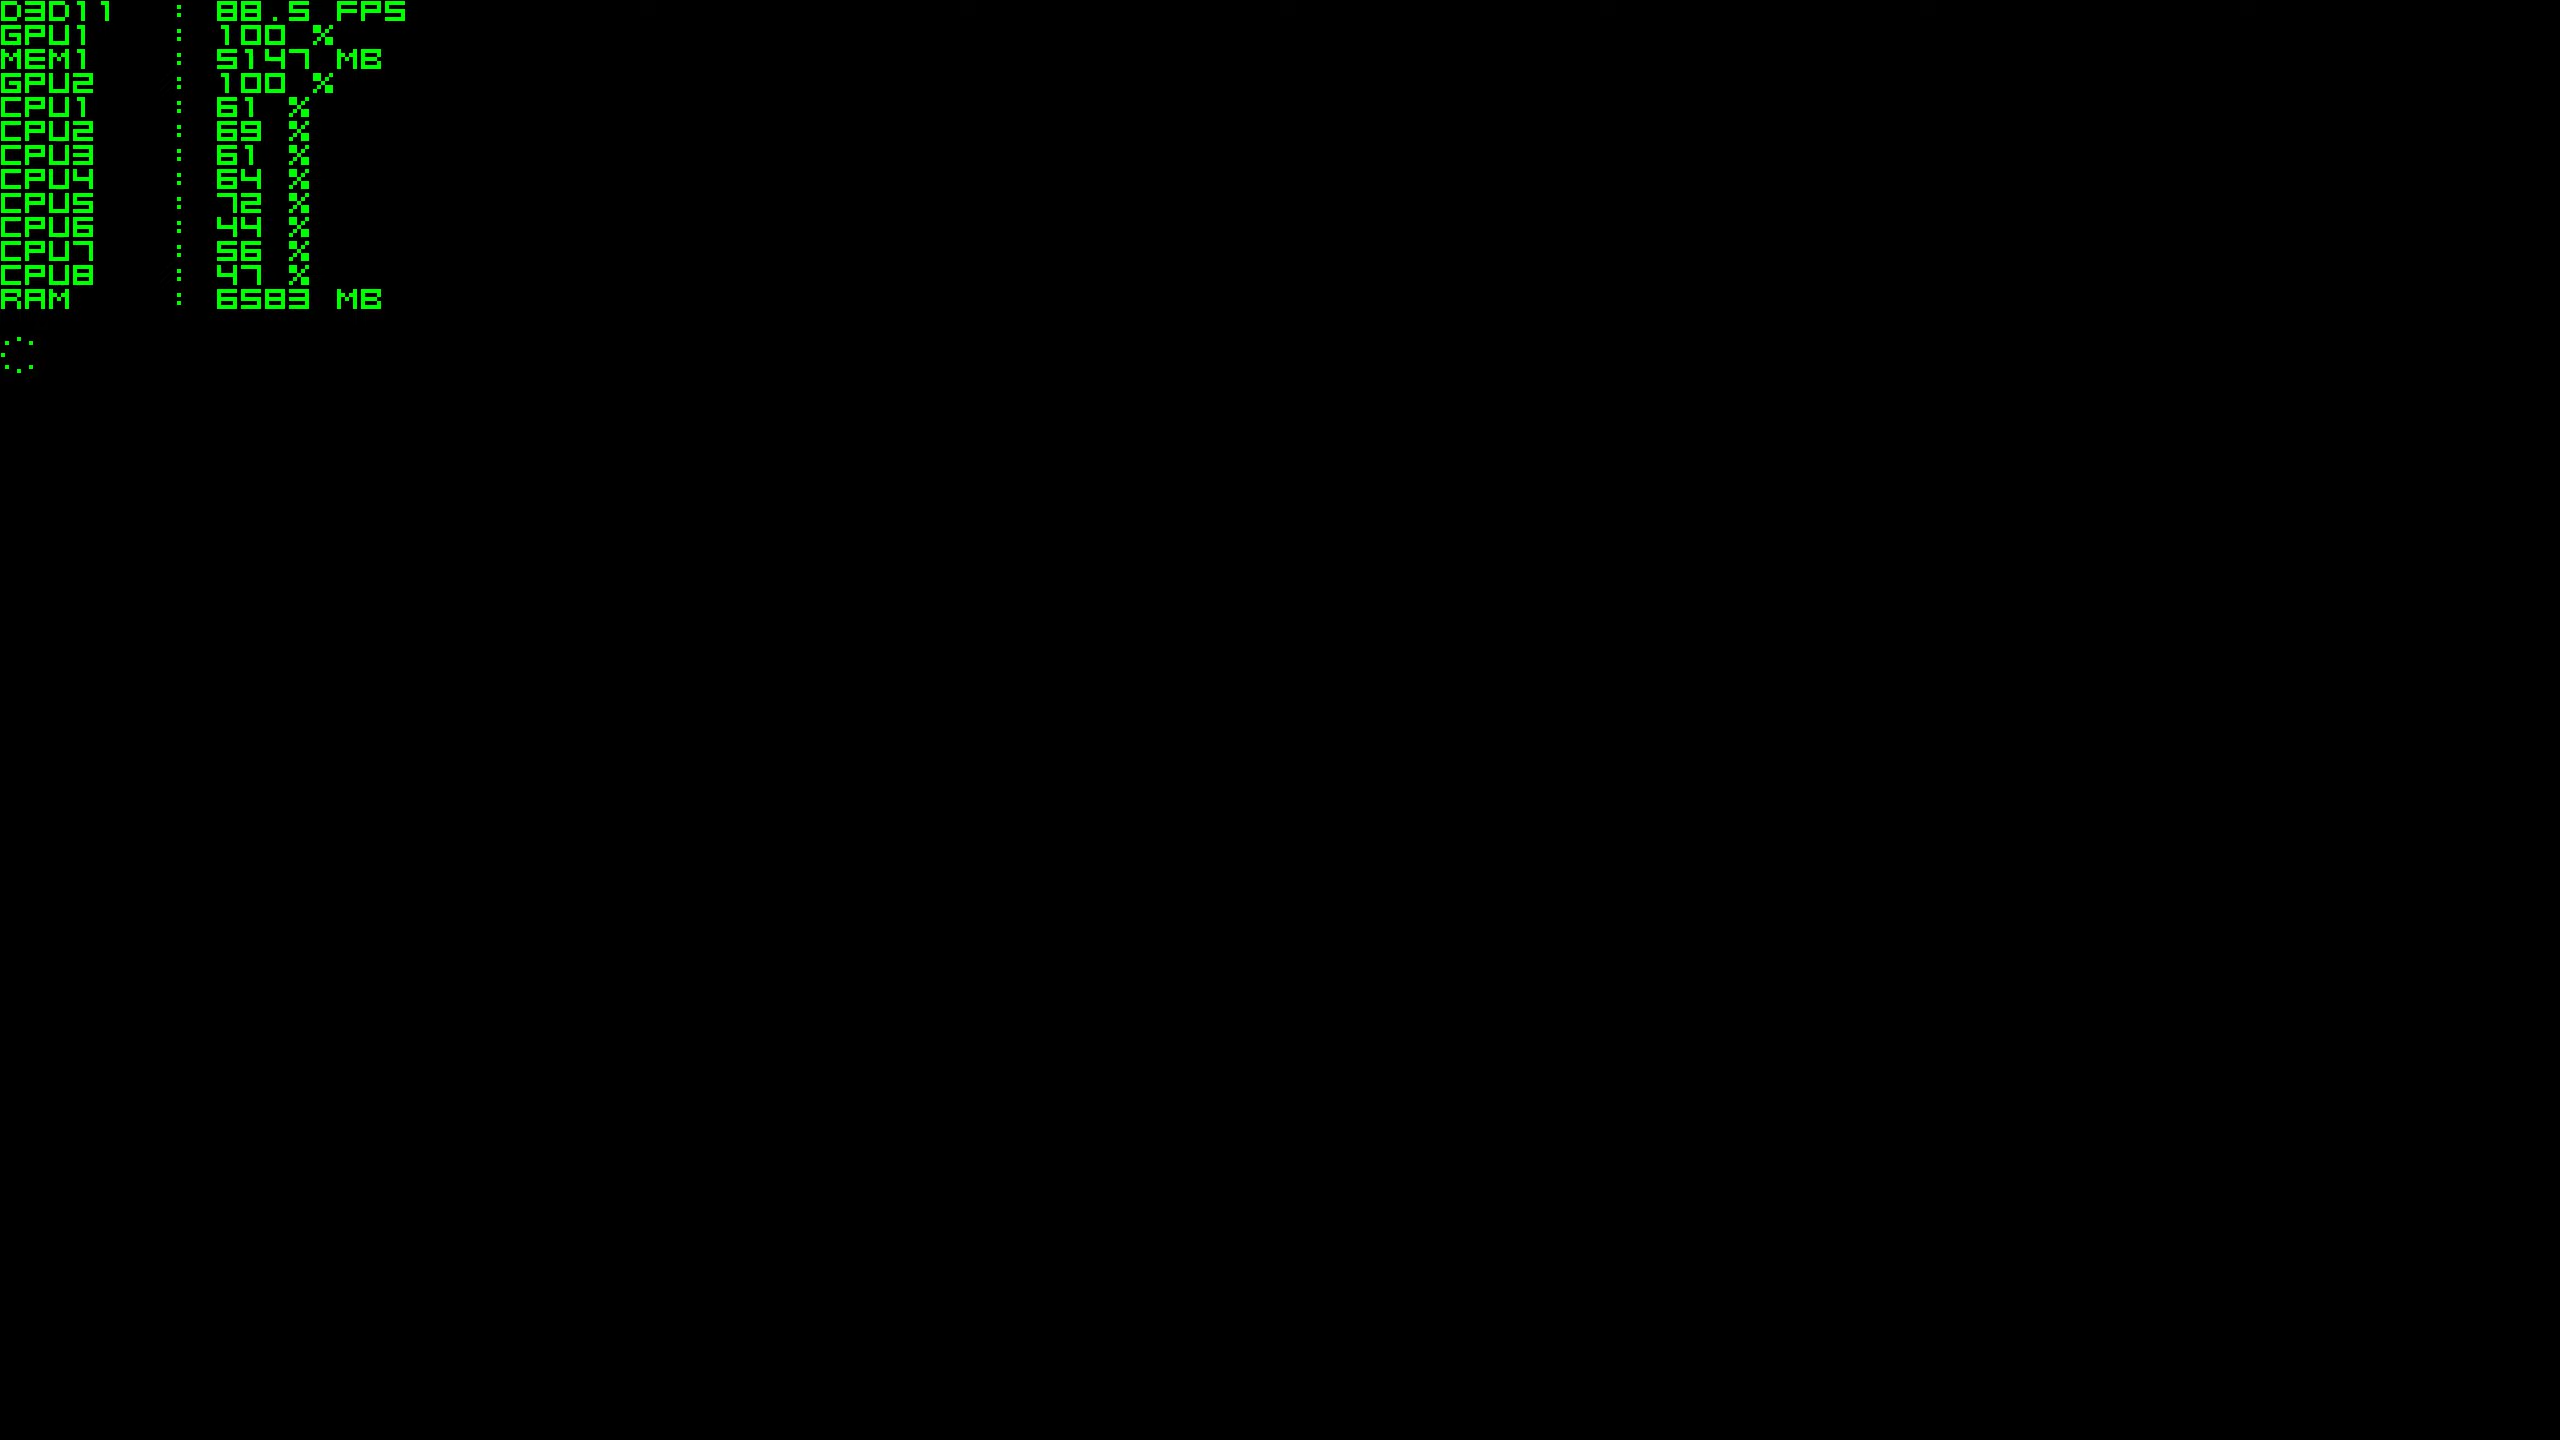 D3D11 : 88.5 FPS
GPU1 : 100 %
MEM1 : 5147 MB
GPU2 : 100 %
CPU1 : 61 %
CPU2 : 69 %
CPU3 : 61 %
CPU4 : 64 %
CPU5 : 72 %
CPU6 : 44 %
CPU7 : 56 %
CPU8 : 47 %
RAM : 6583 MB